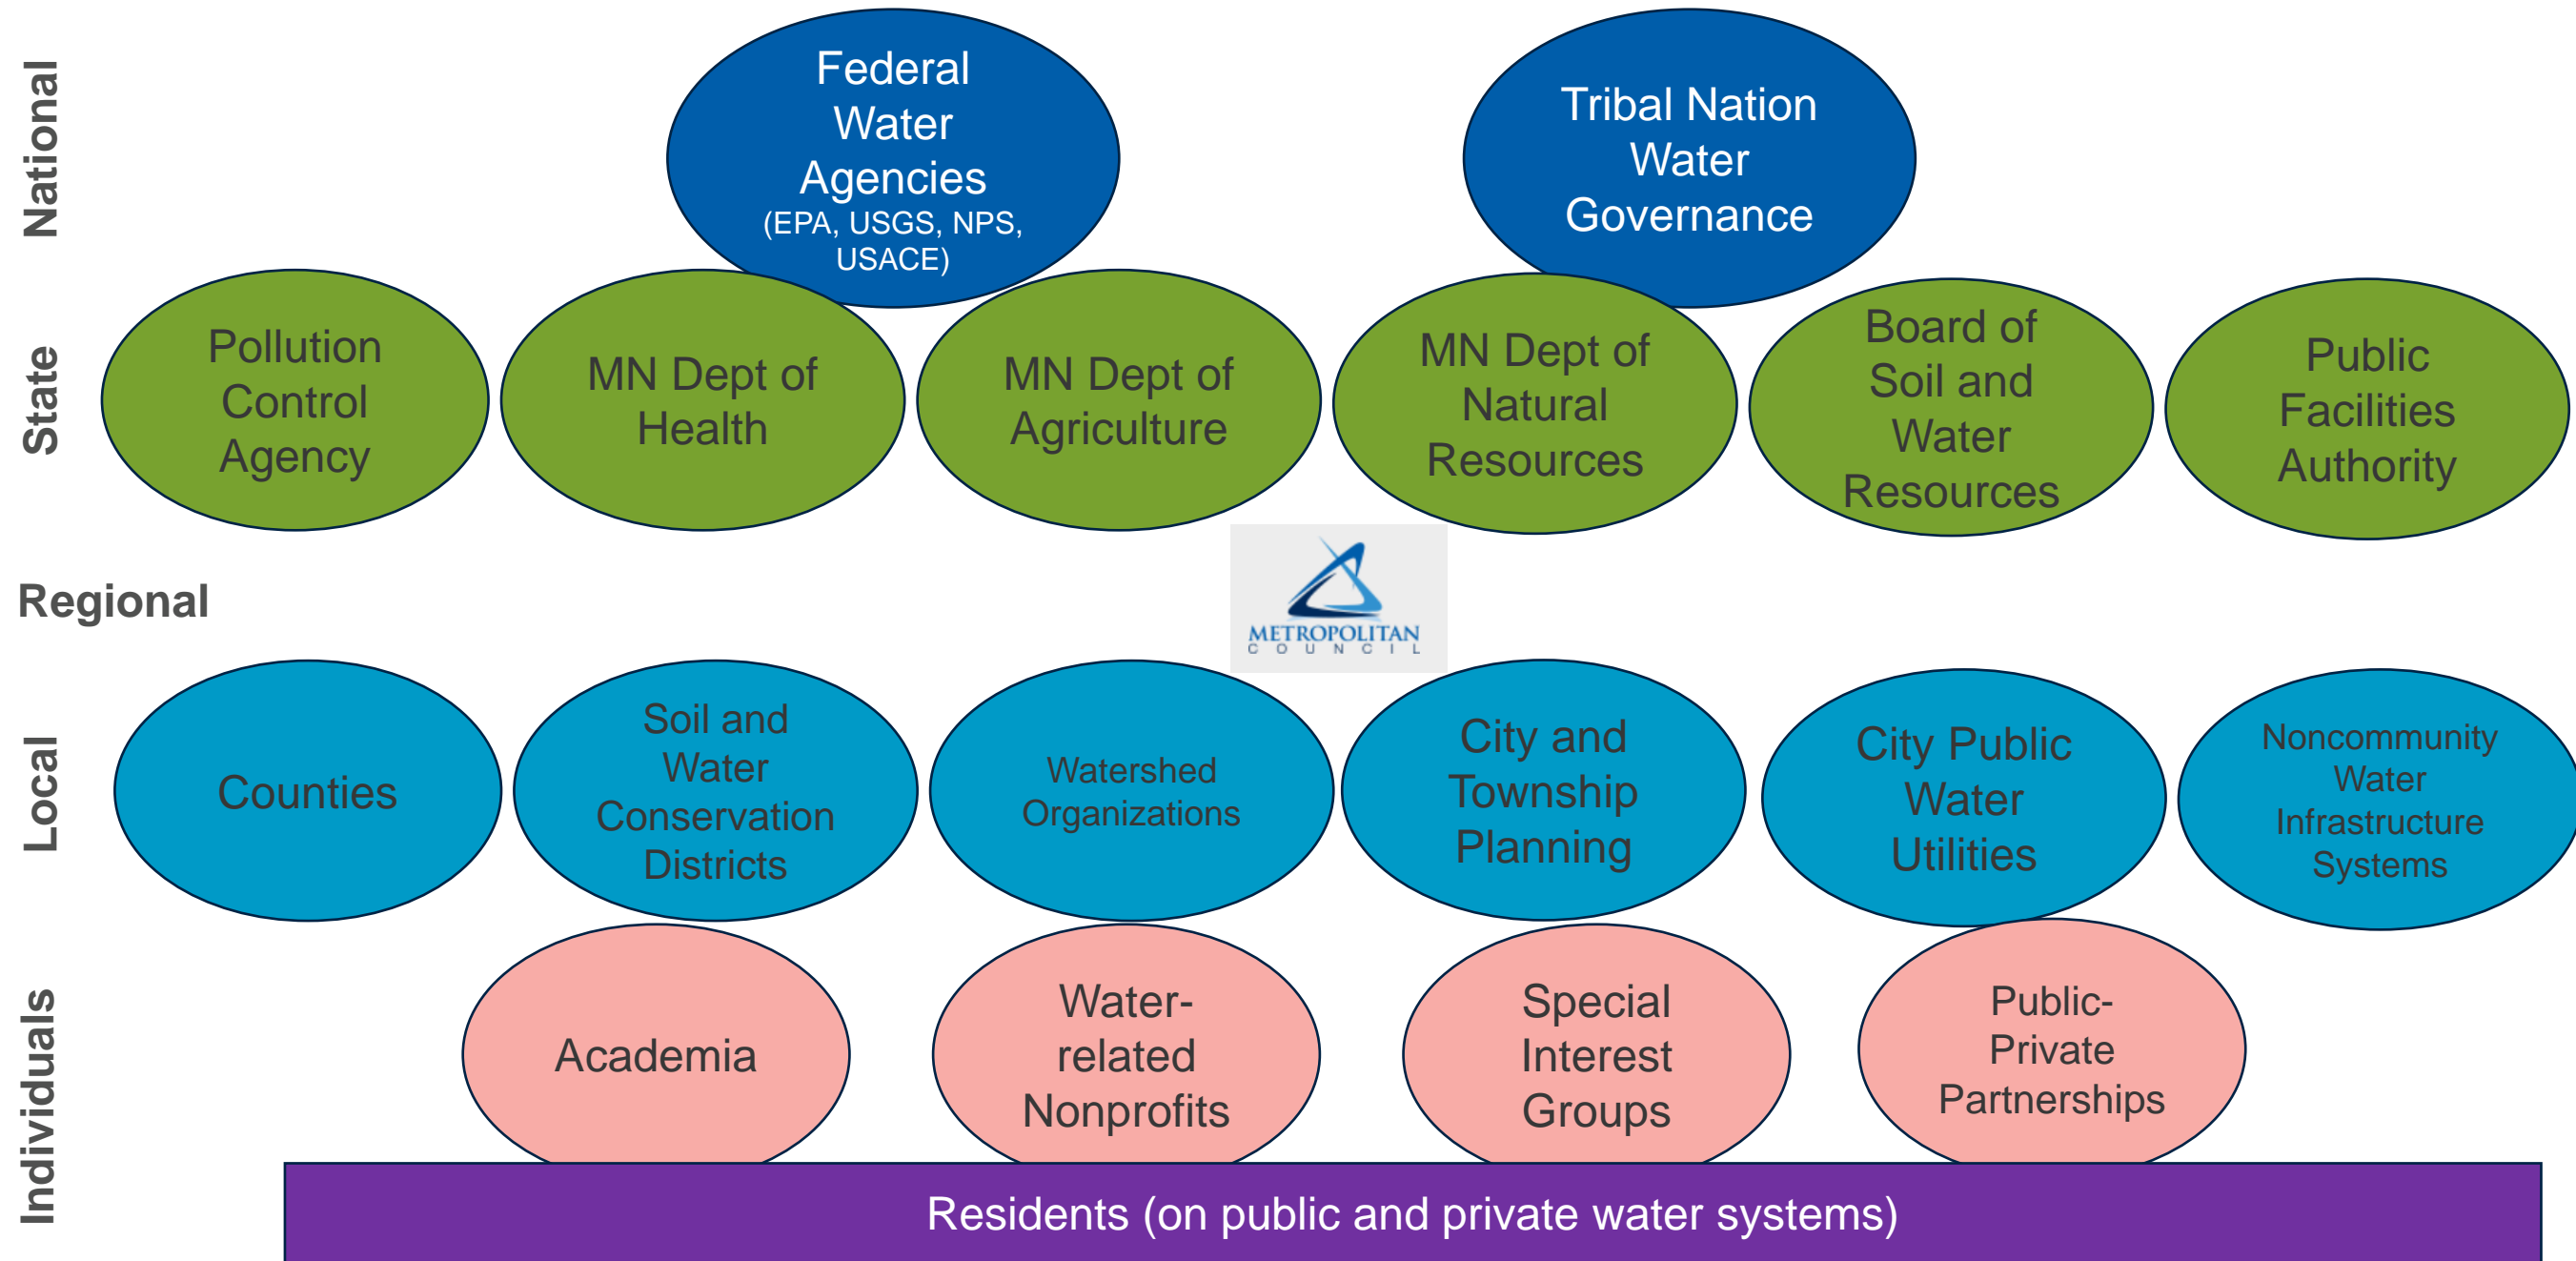 National
Federal
Water
Agencies
(EPA, USGS, NPS,
USACE)
Tribal Nation
Water
Governance
State
Pollution
Control
Agency
MN Dept of
Health
MN Dept of
Agriculture
MN Dept of
Natural
Resources
Board of
Soil and
Water
Resources
Public
Facilities
Authority
Regional
METROPOLITAN
COUNCIL
Local
Counties
Soil and
Water
Conservation
Districts
Watershed
Organizations
City and
Township
Planning
City Public
Water
Utilities
Noncommunity
Water
Infrastructure
Systems
Individuals
Academia
Water-
related
Nonprofits
Special
Interest
Groups
Public-
Private
Partnerships
Residents (on public and private water systems)